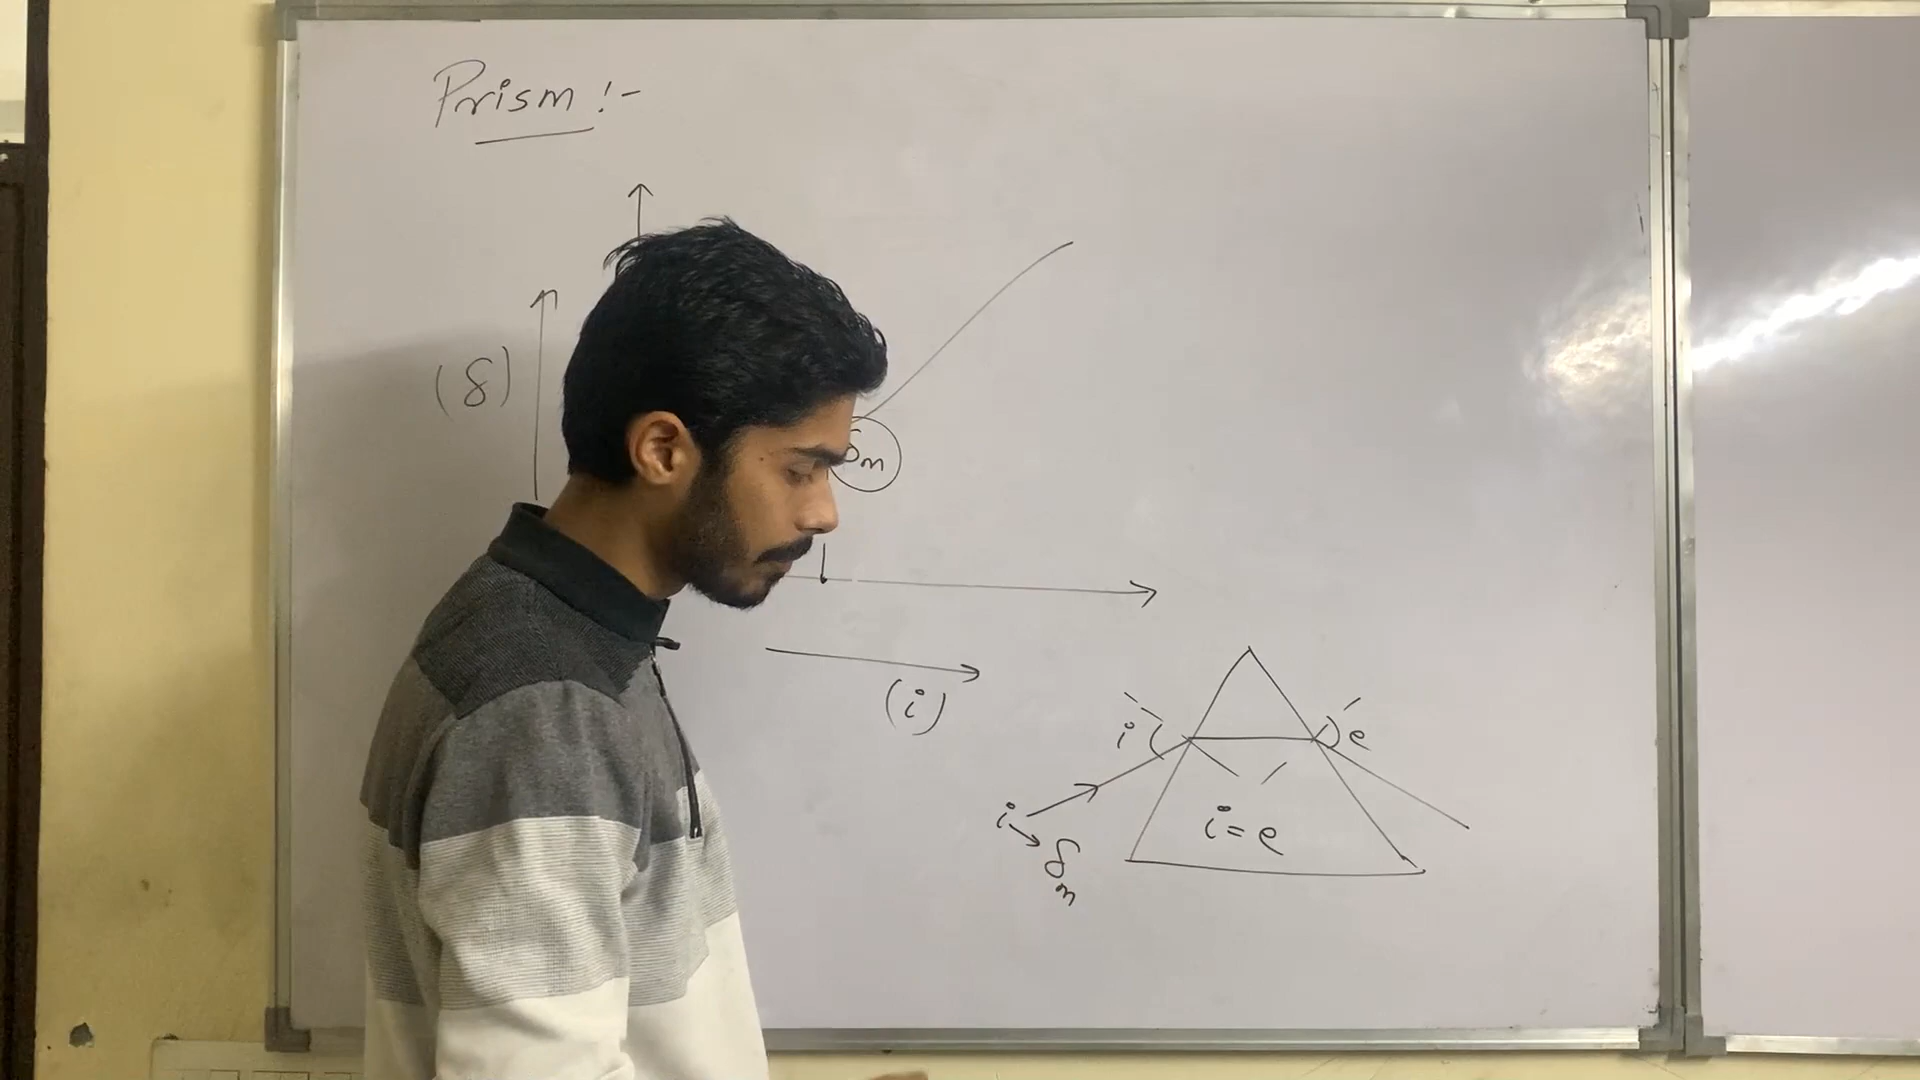 Prism :-
(δ)
δm
(i)
i
e
i
δm
i = e